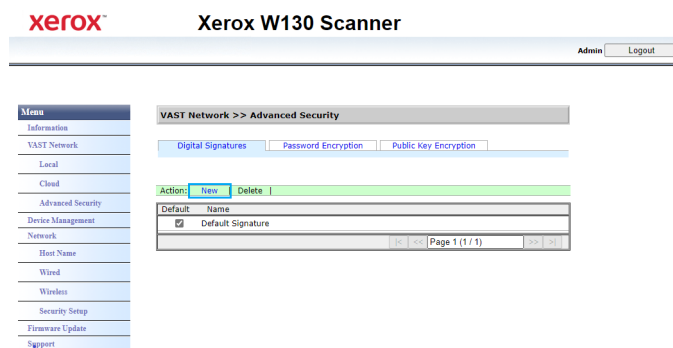 xerox™
Xerox W130 Scanner
Admin Logout
Menu
Information
VAST Network
Local
Cloud
Advanced Security
Device Management
Network
Host Name
Wired
Wireless
Security Setup
Firmware Update
Support
VAST Network >> Advanced Security
Digital Signatures Password Encryption Public Key Encryption
Action: New | Delete |
Default Name
Default Signature
|< << Page 1 (1 / 1) >> >|